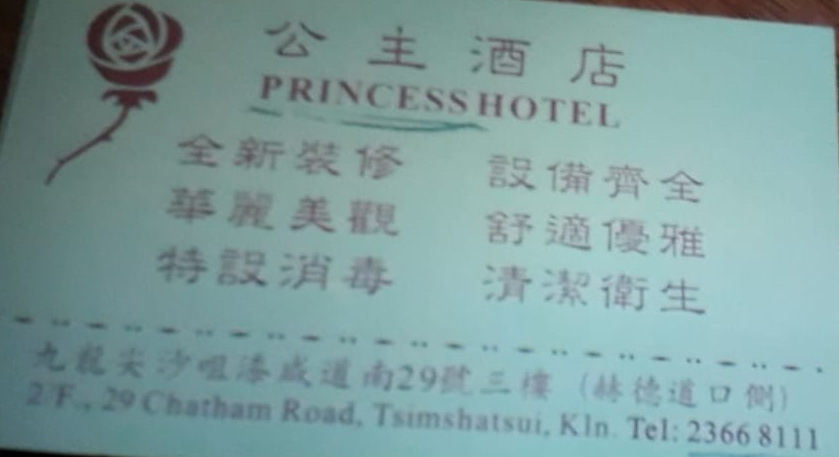 公主酒店
PRINCESS HOTEL
全新裝修 設備齊全
華麗美觀 舒適優雅
特設消毒 清潔衛生
九龍尖沙咀漆咸道南29號三樓（赫德道口側）
2/F., 29 Chatham Road, Tsimshatsui, Kln. Tel: 2366 8111